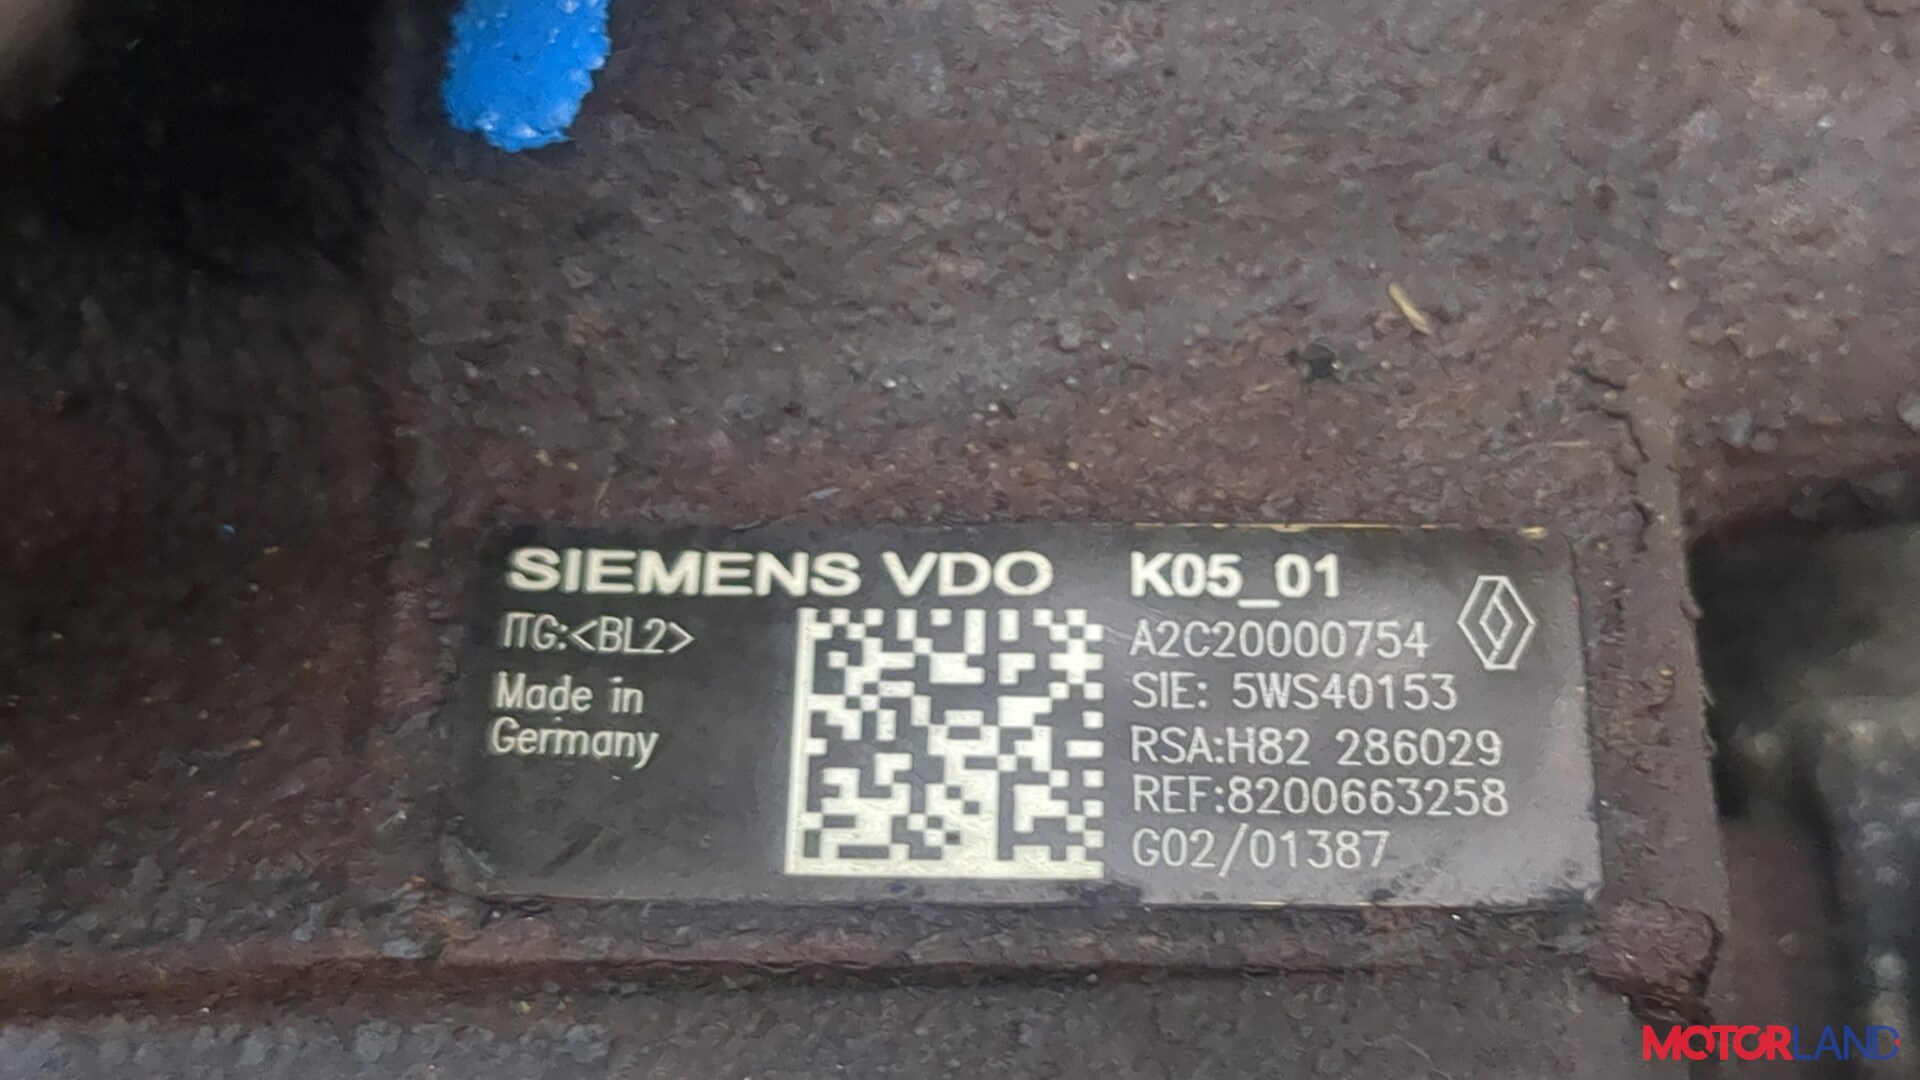 SIEMENS VDO K05_01
ITG:<BL2>
Made in
Germany
A2C20000754
SIE: 5WS40153
RSA:H82 286029
REF:8200663258
G02/01387
MOTORLAND